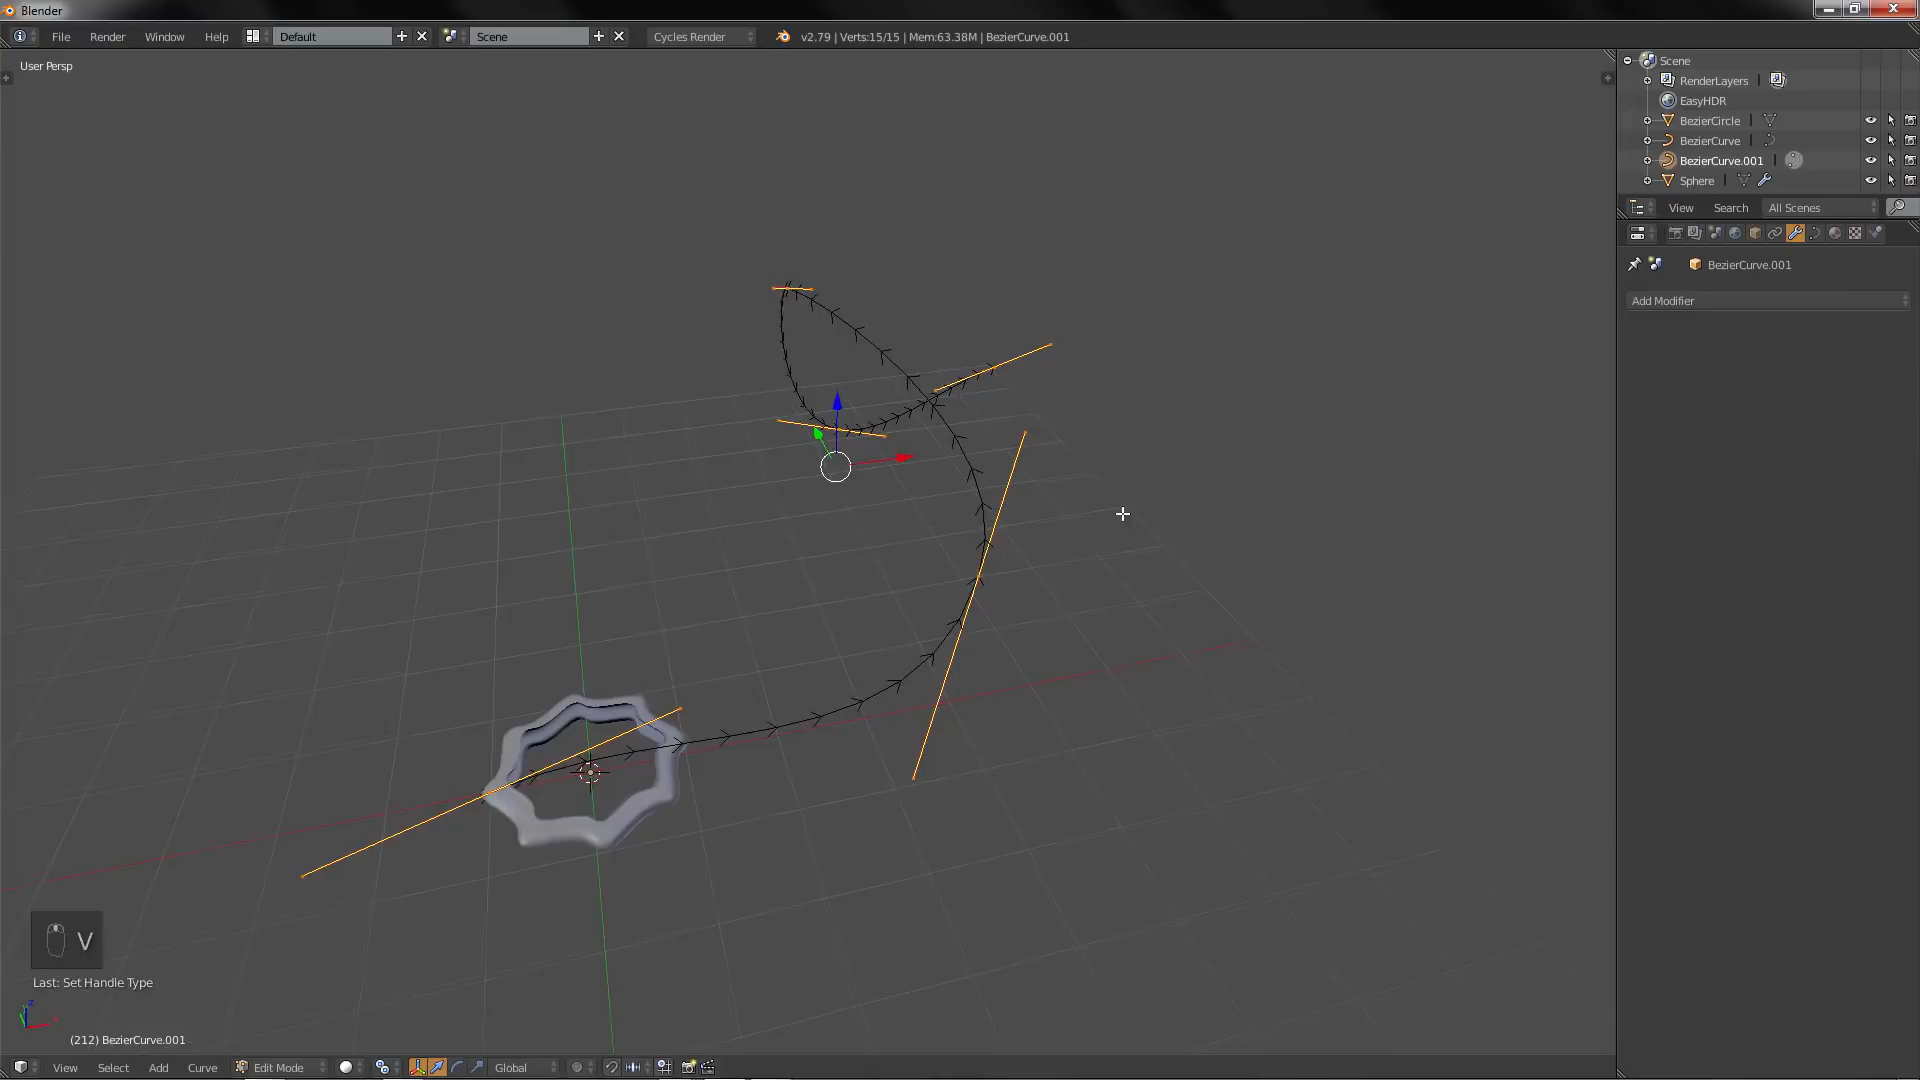 Blender
File Render Window Help Default Scene Cycles Render v2.79 | Verts:15/15 | Mem:63.38M | BezierCurve.001
User Persp
Scene
RenderLayers
EasyHDR
BezierCircle
BezierCurve
BezierCurve.001
Sphere
View Search All Scenes
BezierCurve.001
Add Modifier
V
Last: Set Handle Type
(212) BezierCurve.001
View Select Add Curve Edit Mode Global